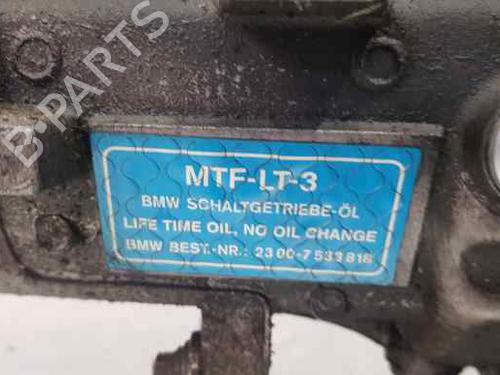 MTF-LT-3
BMW SCHALTGETRIEBE-ÖL
LIFE TIME OIL, NO OIL CHANGE
BMW BEST.-NR.: 23 00-7 533 818